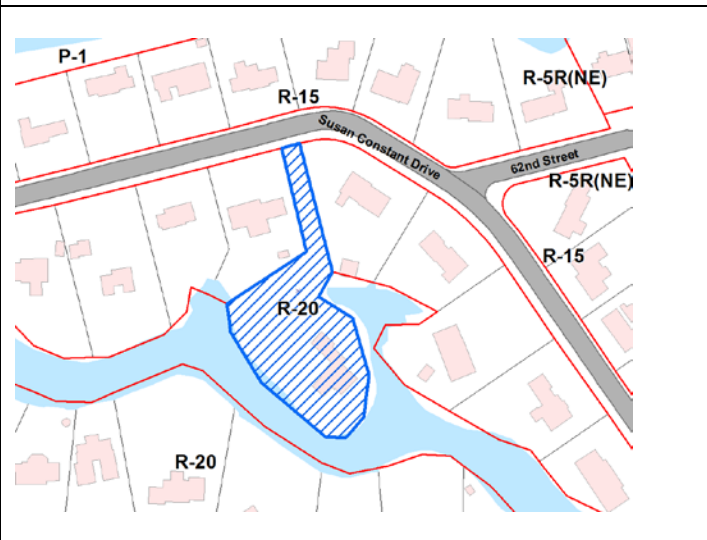 P-1
R-5R(NE)
R-15
Susan Constant Drive
62nd Street
R-5R(NE)
R-15
R-20
R-20